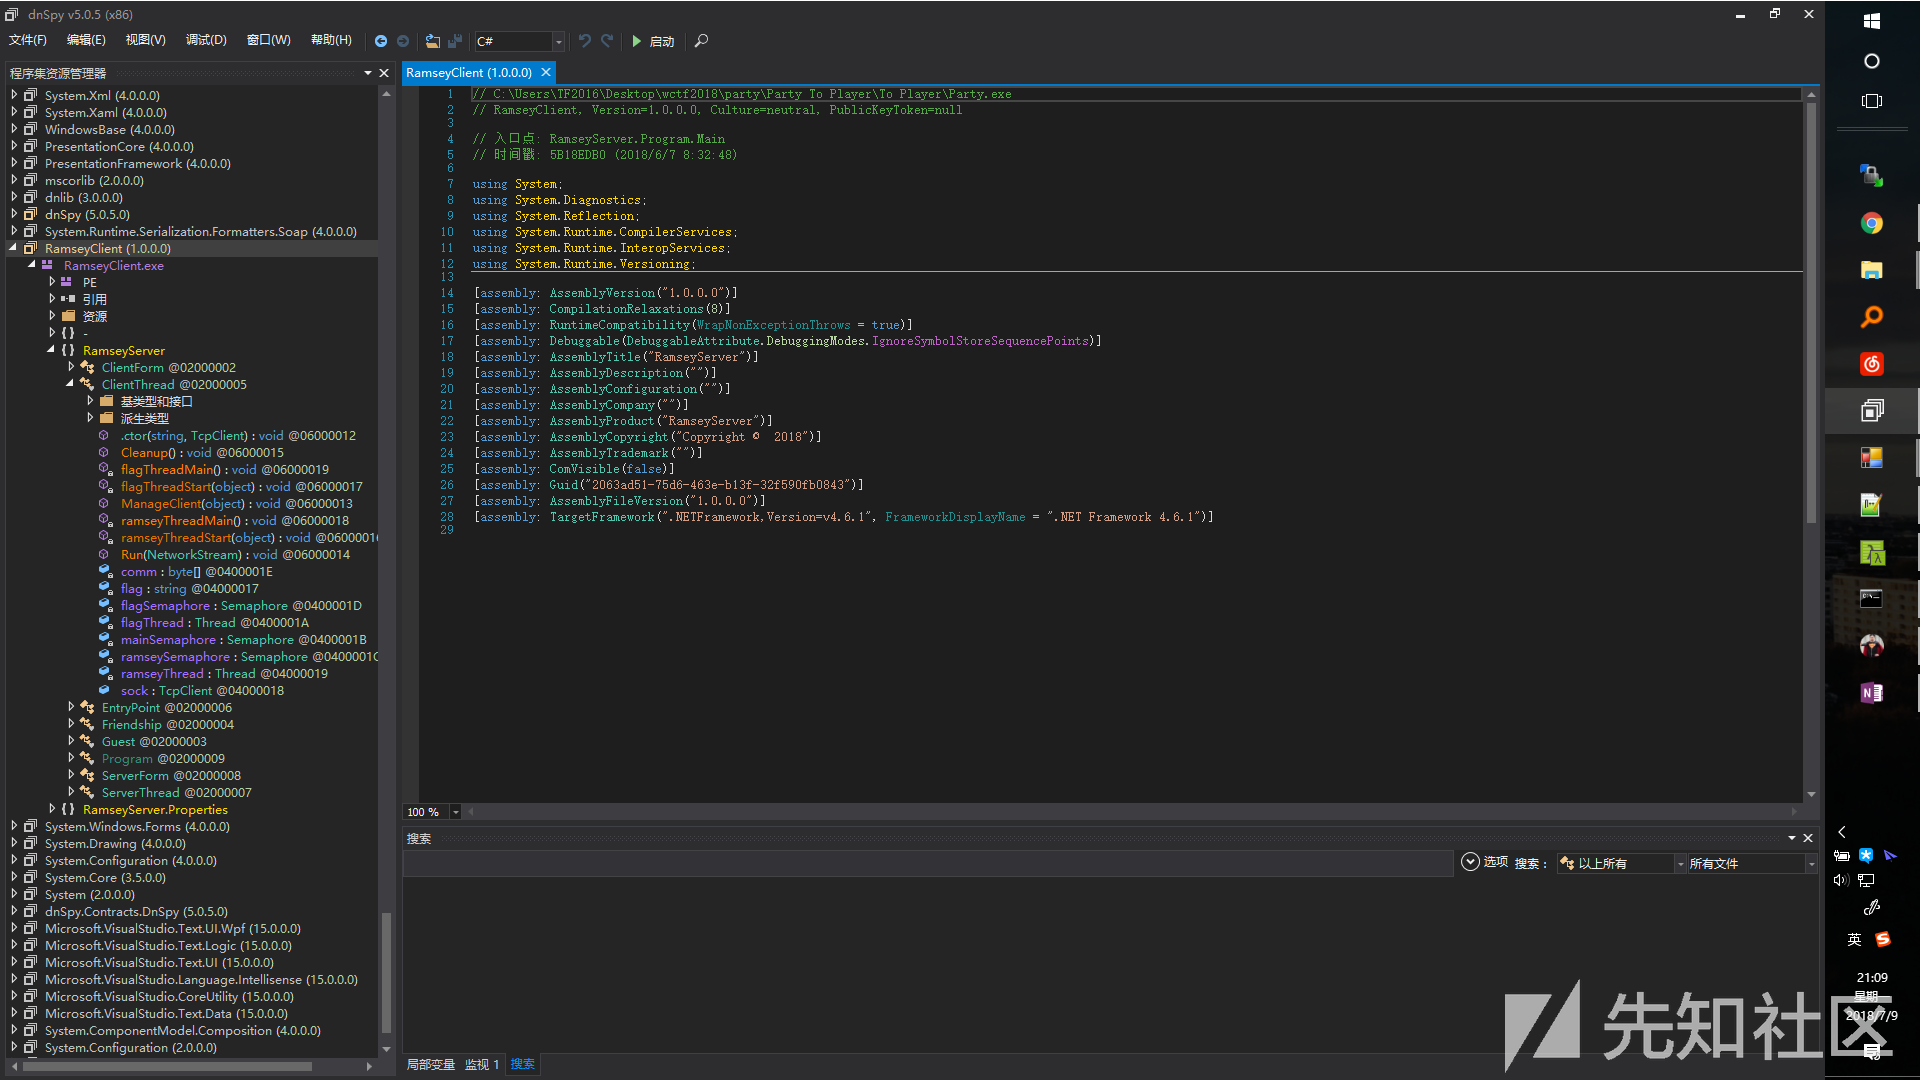 dnSpy v5.0.5 (x86)
文件(F) 编辑(E) 视图(V) 调试(D) 窗口(W) 帮助(H) C# 启动
程序集资源管理器
System.Xml (4.0.0.0)
System.Xaml (4.0.0.0)
WindowsBase (4.0.0.0)
PresentationCore (4.0.0.0)
PresentationFramework (4.0.0.0)
mscorlib (2.0.0.0)
dnlib (3.0.0.0)
dnSpy (5.0.5.0)
System.Runtime.Serialization.Formatters.Soap (4.0.0.0)
RamseyClient (1.0.0.0)
RamseyClient.exe
PE
引用
资源
{ } -
{ } RamseyServer
ClientForm @02000002
ClientThread @02000005
基类型和接口
派生类型
.ctor(string, TcpClient) : void @06000012
Cleanup() : void @06000015
flagThreadMain() : void @06000019
flagThreadStart(object) : void @06000017
ManageClient(object) : void @06000013
ramseyThreadMain() : void @06000018
ramseyThreadStart(object) : void @0600001
Run(NetworkStream) : void @06000014
comm : byte[] @0400001E
flag : string @04000017
flagSemaphore : Semaphore @0400001D
flagThread : Thread @0400001A
mainSemaphore : Semaphore @0400001B
ramseySemaphore : Semaphore @0400001C
ramseyThread : Thread @04000019
sock : TcpClient @04000018
EntryPoint @02000006
Friendship @02000004
Guest @02000003
Program @02000009
ServerForm @02000008
ServerThread @02000007
{ } RamseyServer.Properties
System.Windows.Forms (4.0.0.0)
System.Drawing (4.0.0.0)
System.Configuration (4.0.0.0)
System.Core (3.5.0.0)
System (2.0.0.0)
dnSpy.Contracts.DnSpy (5.0.5.0)
Microsoft.VisualStudio.Text.UI.Wpf (15.0.0.0)
Microsoft.VisualStudio.Text.Logic (15.0.0.0)
Microsoft.VisualStudio.Text.UI (15.0.0.0)
Microsoft.VisualStudio.Language.Intellisense (15.0.0.0)
Microsoft.VisualStudio.CoreUtility (15.0.0.0)
Microsoft.VisualStudio.Text.Data (15.0.0.0)
System.ComponentModel.Composition (4.0.0.0)
System.Configuration (2.0.0.0)
RamseyClient (1.0.0.0)
1 // C:\Users\TF2016\Desktop\wctf2018\party\Party To Player\To Player\Party.exe
2 // RamseyClient, Version=1.0.0.0, Culture=neutral, PublicKeyToken=null
3
4 // 入口点: RamseyServer.Program.Main
5 // 时间戳: 5B18EDB0 (2018/6/7 8:32:48)
6
7 using System;
8 using System.Diagnostics;
9 using System.Reflection;
10 using System.Runtime.CompilerServices;
11 using System.Runtime.InteropServices;
12 using System.Runtime.Versioning;
13
14 [assembly: AssemblyVersion("1.0.0.0")]
15 [assembly: CompilationRelaxations(8)]
16 [assembly: RuntimeCompatibility(WrapNonExceptionThrows = true)]
17 [assembly: Debuggable(DebuggableAttribute.DebuggingModes.IgnoreSymbolStoreSequencePoints)]
18 [assembly: AssemblyTitle("RamseyServer")]
19 [assembly: AssemblyDescription("")]
20 [assembly: AssemblyConfiguration("")]
21 [assembly: AssemblyCompany("")]
22 [assembly: AssemblyProduct("RamseyServer")]
23 [assembly: AssemblyCopyright("Copyright ©  2018")]
24 [assembly: AssemblyTrademark("")]
25 [assembly: ComVisible(false)]
26 [assembly: Guid("2063ad51-75d6-463e-b13f-32f590fb0843")]
27 [assembly: AssemblyFileVersion("1.0.0.0")]
28 [assembly: TargetFramework(".NETFramework,Version=v4.6.1", FrameworkDisplayName = ".NET Framework 4.6.1")]
29
100 %
搜索
选项 搜索： 以上所有 所有文件
局部变量 监视 1 搜索
英
21:09
星期一
2018/7/9
先知社区